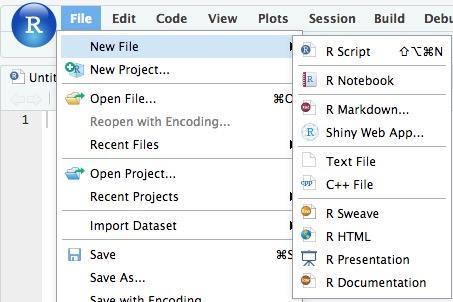 R File Edit Code View Plots Session Build Debu
New File
New Project...
Open File... ⌘O
Reopen with Encoding...
Recent Files
Open Project...
Recent Projects
Import Dataset
Save ⌘S
Save As...
Save with Encoding
R Script ⇧⌥⌘N
R Notebook
R Markdown...
Shiny Web App...
Text File
C++ File
R Sweave
R HTML
R Presentation
R Documentation
Untit
1